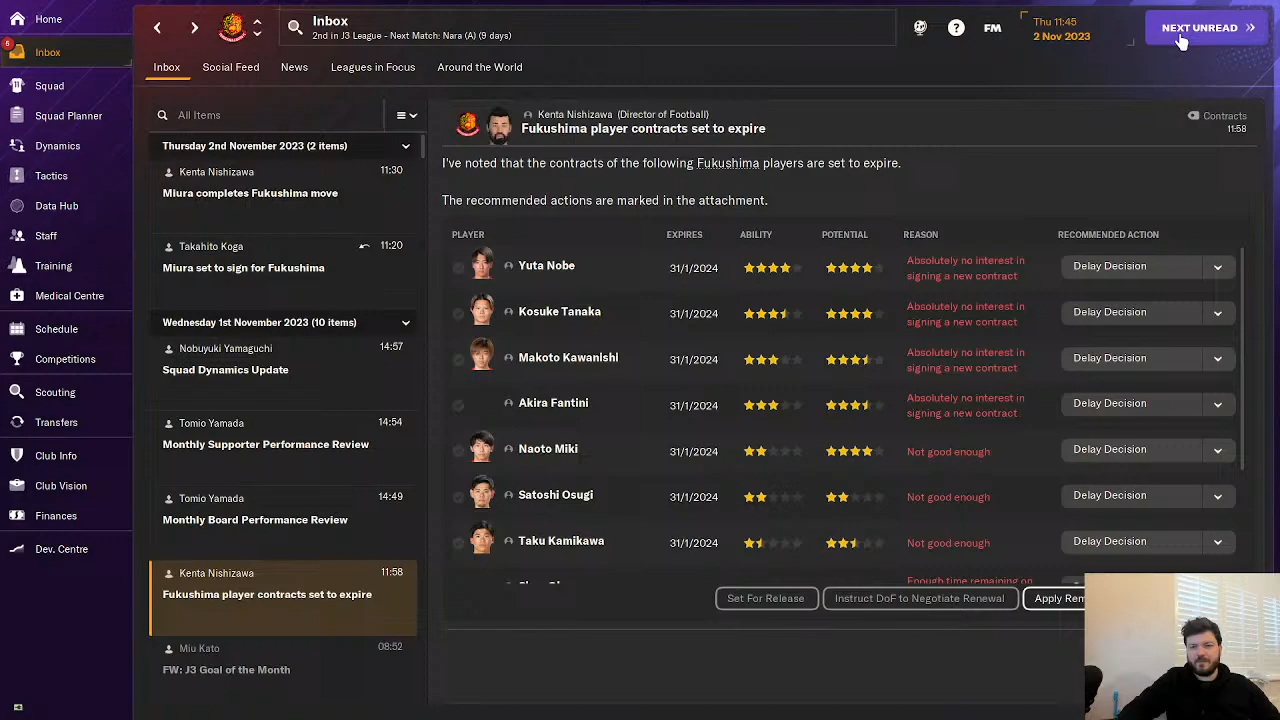 Home
Inbox
2nd in J3 League - Next Match: Nara (A) (9 days)
?
FM
Thu 11:45
2 Nov 2023
NEXT UNREAD
6
Inbox
Squad
Squad Planner
Dynamics
Tactics
Data Hub
Staff
Training
Medical Centre
Schedule
Competitions
Scouting
Transfers
Club Info
Club Vision
Finances
Dev. Centre
Inbox
Social Feed
News
Leagues in Focus
Around the World
All Items
Thursday 2nd November 2023 (2 items)
Kenta Nishizawa 11:30
Miura completes Fukushima move
Takahito Koga 11:20
Miura set to sign for Fukushima
Wednesday 1st November 2023 (10 items)
Nobuyuki Yamaguchi 14:57
Squad Dynamics Update
Tomio Yamada 14:54
Monthly Supporter Performance Review
Tomio Yamada 14:49
Monthly Board Performance Review
Kenta Nishizawa 11:58
Fukushima player contracts set to expire
Miu Kato 08:52
FW: J3 Goal of the Month
Kenta Nishizawa (Director of Football)
Fukushima player contracts set to expire
Contracts
11:58
I've noted that the contracts of the following Fukushima players are set to expire.
The recommended actions are marked in the attachment.
PLAYER EXPIRES ABILITY POTENTIAL REASON RECOMMENDED ACTION
Yuta Nobe 31/1/2024 Absolutely no interest in
signing a new contract Delay Decision
Kosuke Tanaka 31/1/2024 Absolutely no interest in
signing a new contract Delay Decision
Makoto Kawanishi 31/1/2024 Absolutely no interest in
signing a new contract Delay Decision
Akira Fantini 31/1/2024 Absolutely no interest in
signing a new contract Delay Decision
Naoto Miki 31/1/2024 Not good enough Delay Decision
Satoshi Osugi 31/1/2024 Not good enough Delay Decision
Taku Kamikawa 31/1/2024 Not good enough Delay Decision
Enough time remaining on
Set For Release
Instruct DoF to Negotiate Renewal
Apply